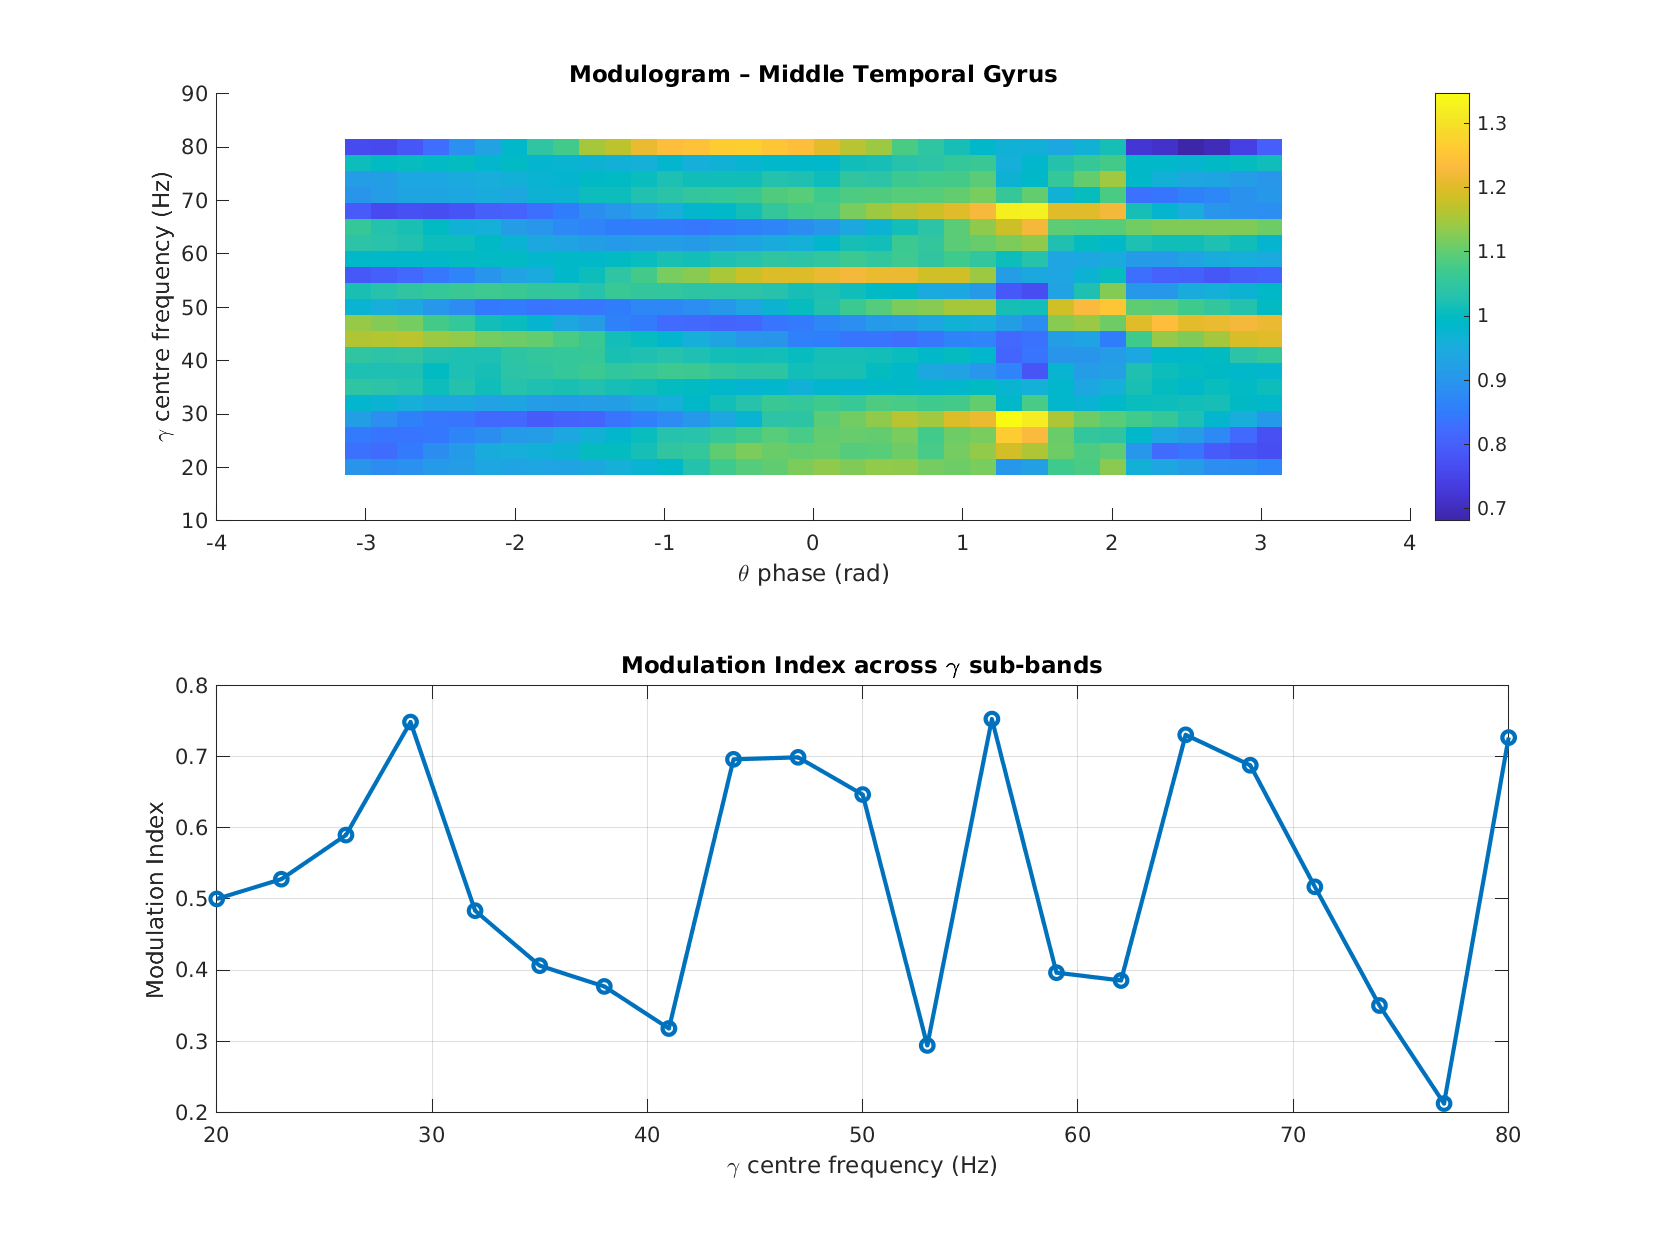 Modulogram – Middle Temporal Gyrus
γ centre frequency (Hz)
90
80
70
60
50
40
30
20
10
-4 -3 -2 -1 0 1 2 3 4
θ phase (rad)
1.3
1.2
1.1
1
0.9
0.8
0.7
Modulation Index across γ sub-bands
Modulation Index
0.8
0.7
0.6
0.5
0.4
0.3
0.2
20 30 40 50 60 70 80
γ centre frequency (Hz)